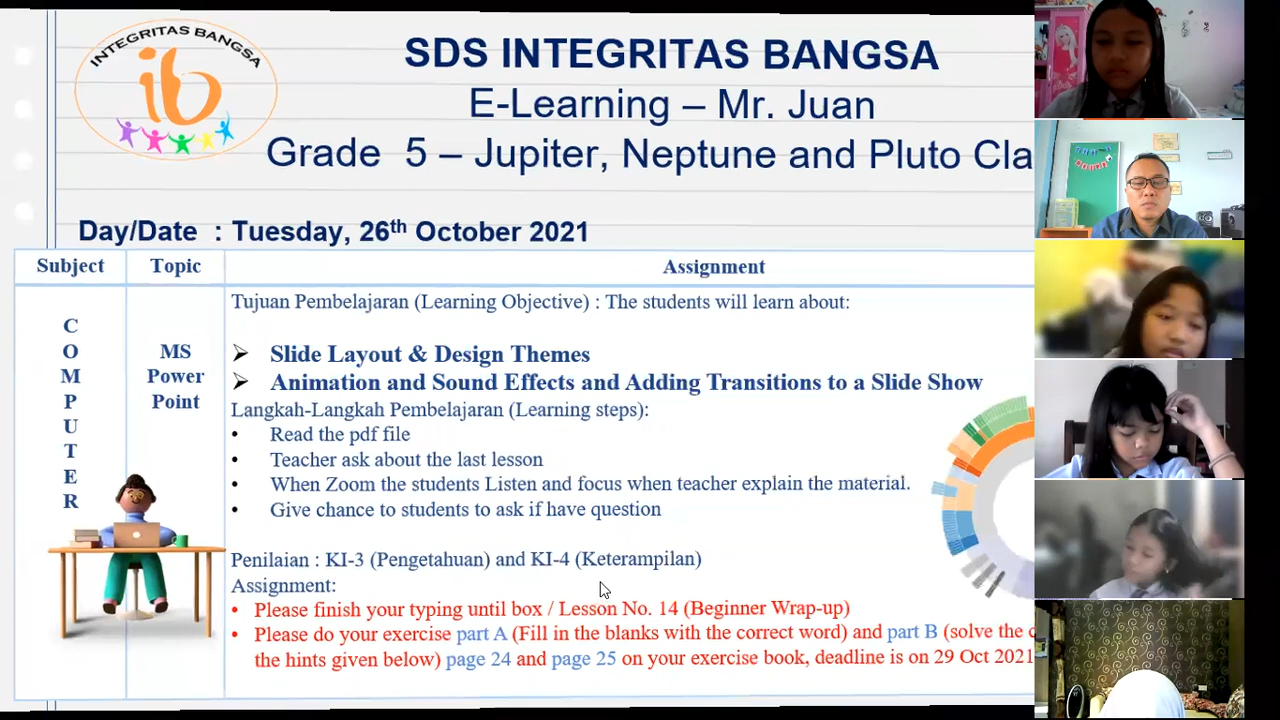 INTEGRITAS BANGSA
ib
SDS INTEGRITAS BANGSA
E-Learning – Mr. Juan
Grade 5 – Jupiter, Neptune and Pluto Cla
Day/Date : Tuesday, 26th October 2021
Subject Topic Assignment
COMPUTER
MS
Power
Point
Tujuan Pembelajaran (Learning Objective) : The students will learn about:
➢ Slide Layout & Design Themes
➢ Animation and Sound Effects and Adding Transitions to a Slide Show
Langkah-Langkah Pembelajaran (Learning steps):
• Read the pdf file
• Teacher ask about the last lesson
• When Zoom the students Listen and focus when teacher explain the material.
• Give chance to students to ask if have question
Penilaian : KI-3 (Pengetahuan) and KI-4 (Keterampilan)
Assignment:
• Please finish your typing until box / Lesson No. 14 (Beginner Wrap-up)
• Please do your exercise part A (Fill in the blanks with the correct word) and part B (solve the
the hints given below) page 24 and page 25 on your exercise book, deadline is on 29 Oct 2021